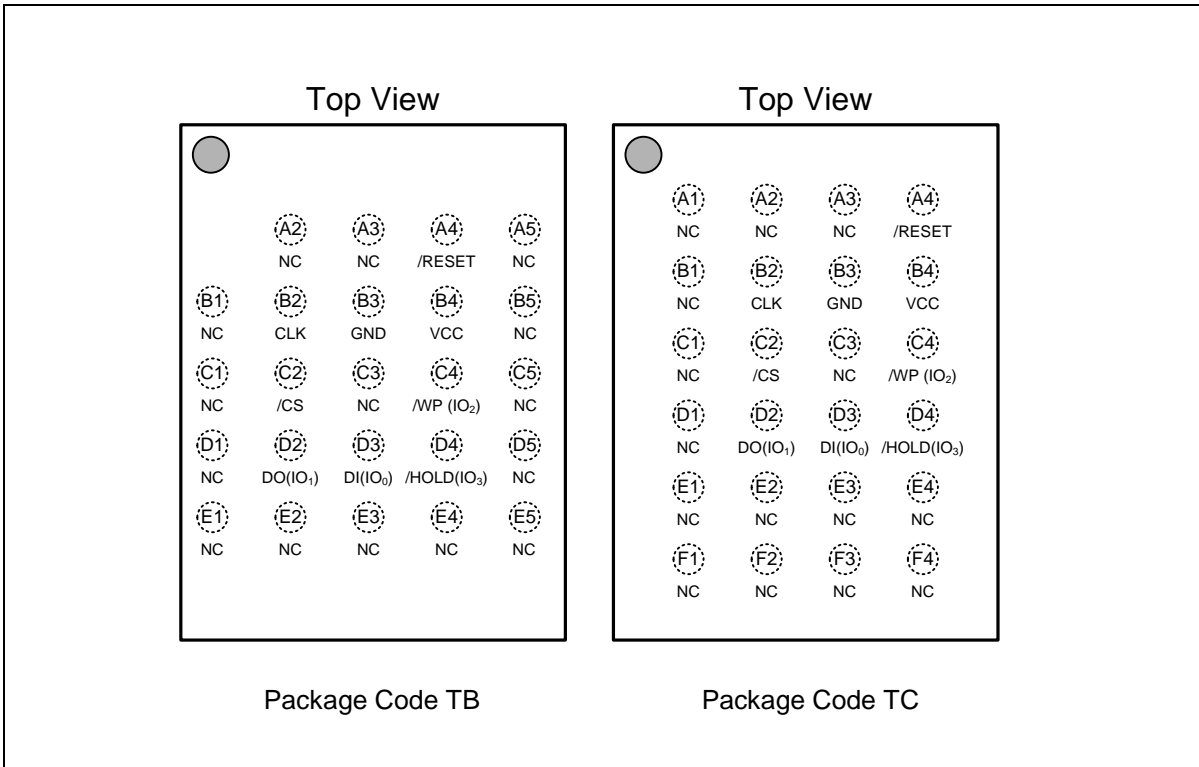 Top View
A2 A3 A4 A5
NC NC /RESET NC
B1 B2 B3 B4 B5
NC CLK GND VCC NC
C1 C2 C3 C4 C5
NC /CS NC /WP (IO₂) NC
D1 D2 D3 D4 D5
NC DO(IO₁) DI(IO₀) /HOLD(IO₃) NC
E1 E2 E3 E4 E5
NC NC NC NC NC
Package Code TB
Top View
A1 A2 A3 A4
NC NC NC /RESET
B1 B2 B3 B4
NC CLK GND VCC
C1 C2 C3 C4
NC /CS NC /WP (IO₂)
D1 D2 D3 D4
NC DO(IO₁) DI(IO₀) /HOLD(IO₃)
E1 E2 E3 E4
NC NC NC NC
F1 F2 F3 F4
NC NC NC NC
Package Code TC